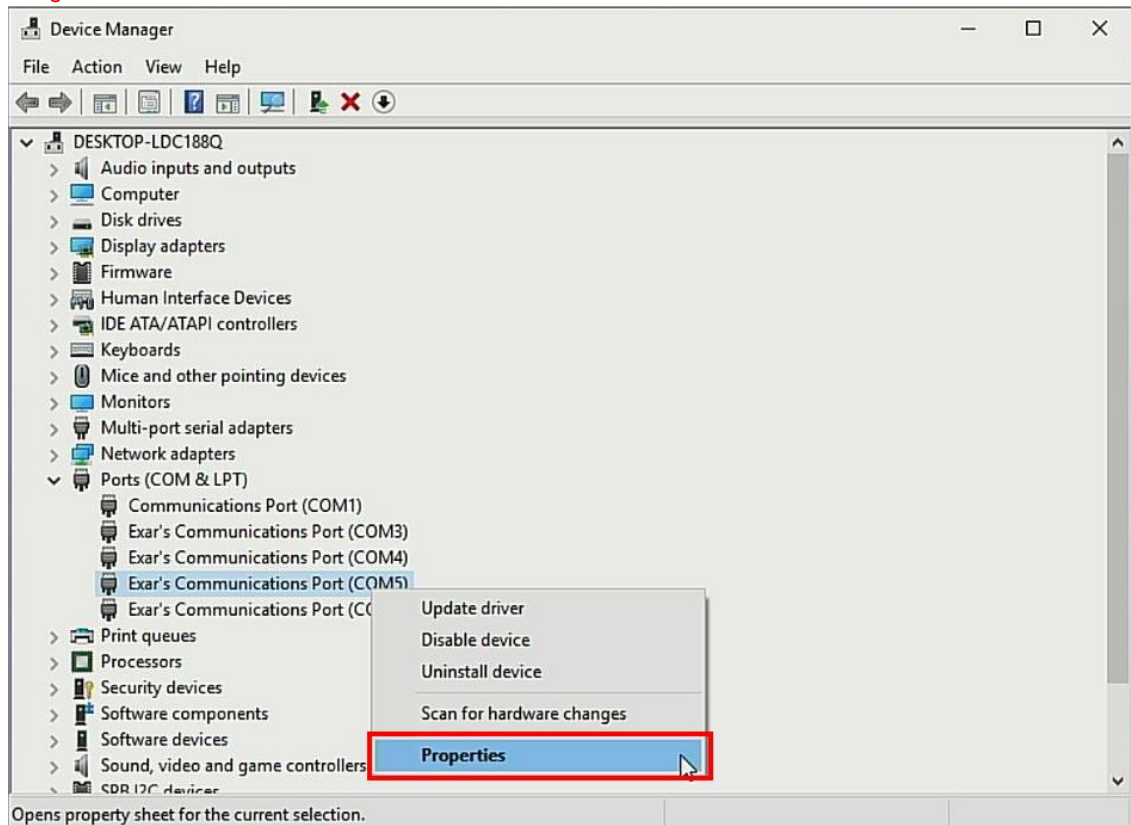 Device Manager
File Action View Help
DESKTOP-LDC188Q
Audio inputs and outputs
Computer
Disk drives
Display adapters
Firmware
Human Interface Devices
IDE ATA/ATAPI controllers
Keyboards
Mice and other pointing devices
Monitors
Multi-port serial adapters
Network adapters
Ports (COM & LPT)
Communications Port (COM1)
Exar's Communications Port (COM3)
Exar's Communications Port (COM4)
Exar's Communications Port (COM5)
Exar's Communications Port (CO
Print queues
Processors
Security devices
Software components
Software devices
Sound, video and game controllers
SPB I2C devices
Update driver
Disable device
Uninstall device
Scan for hardware changes
Properties
Opens property sheet for the current selection.